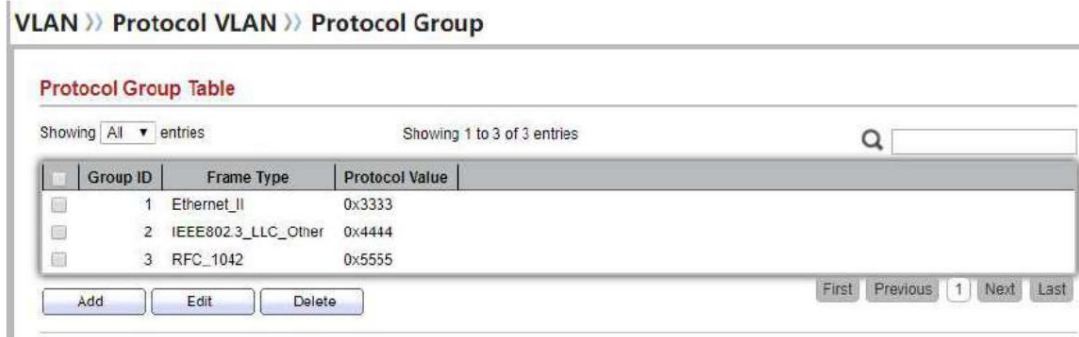 VLAN » Protocol VLAN » Protocol Group
Protocol Group Table
Showing All ▼ entries Showing 1 to 3 of 3 entries
Group ID Frame Type Protocol Value
1 Ethernet_II 0x3333
2 IEEE802.3_LLC_Other 0x4444
3 RFC_1042 0x5555
Add Edit Delete First Previous 1 Next Last